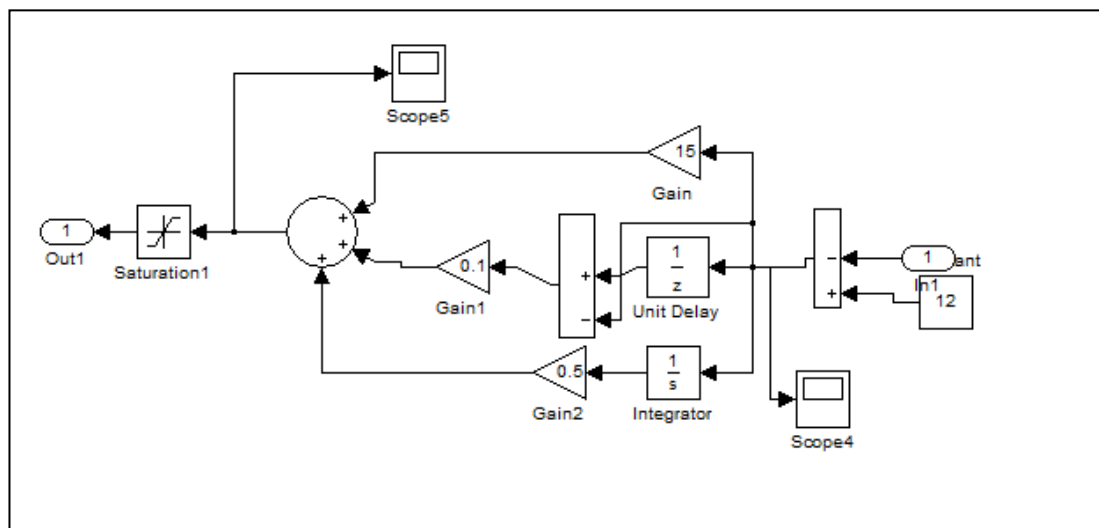 Scope5
15
Gain
1
Out1
Saturation1
+
+
+
0.1
Gain1
+
−
1
z
Unit Delay
−
+
1
ant
In1
12
0.5
Gain2
1
s
Integrator
Scope4